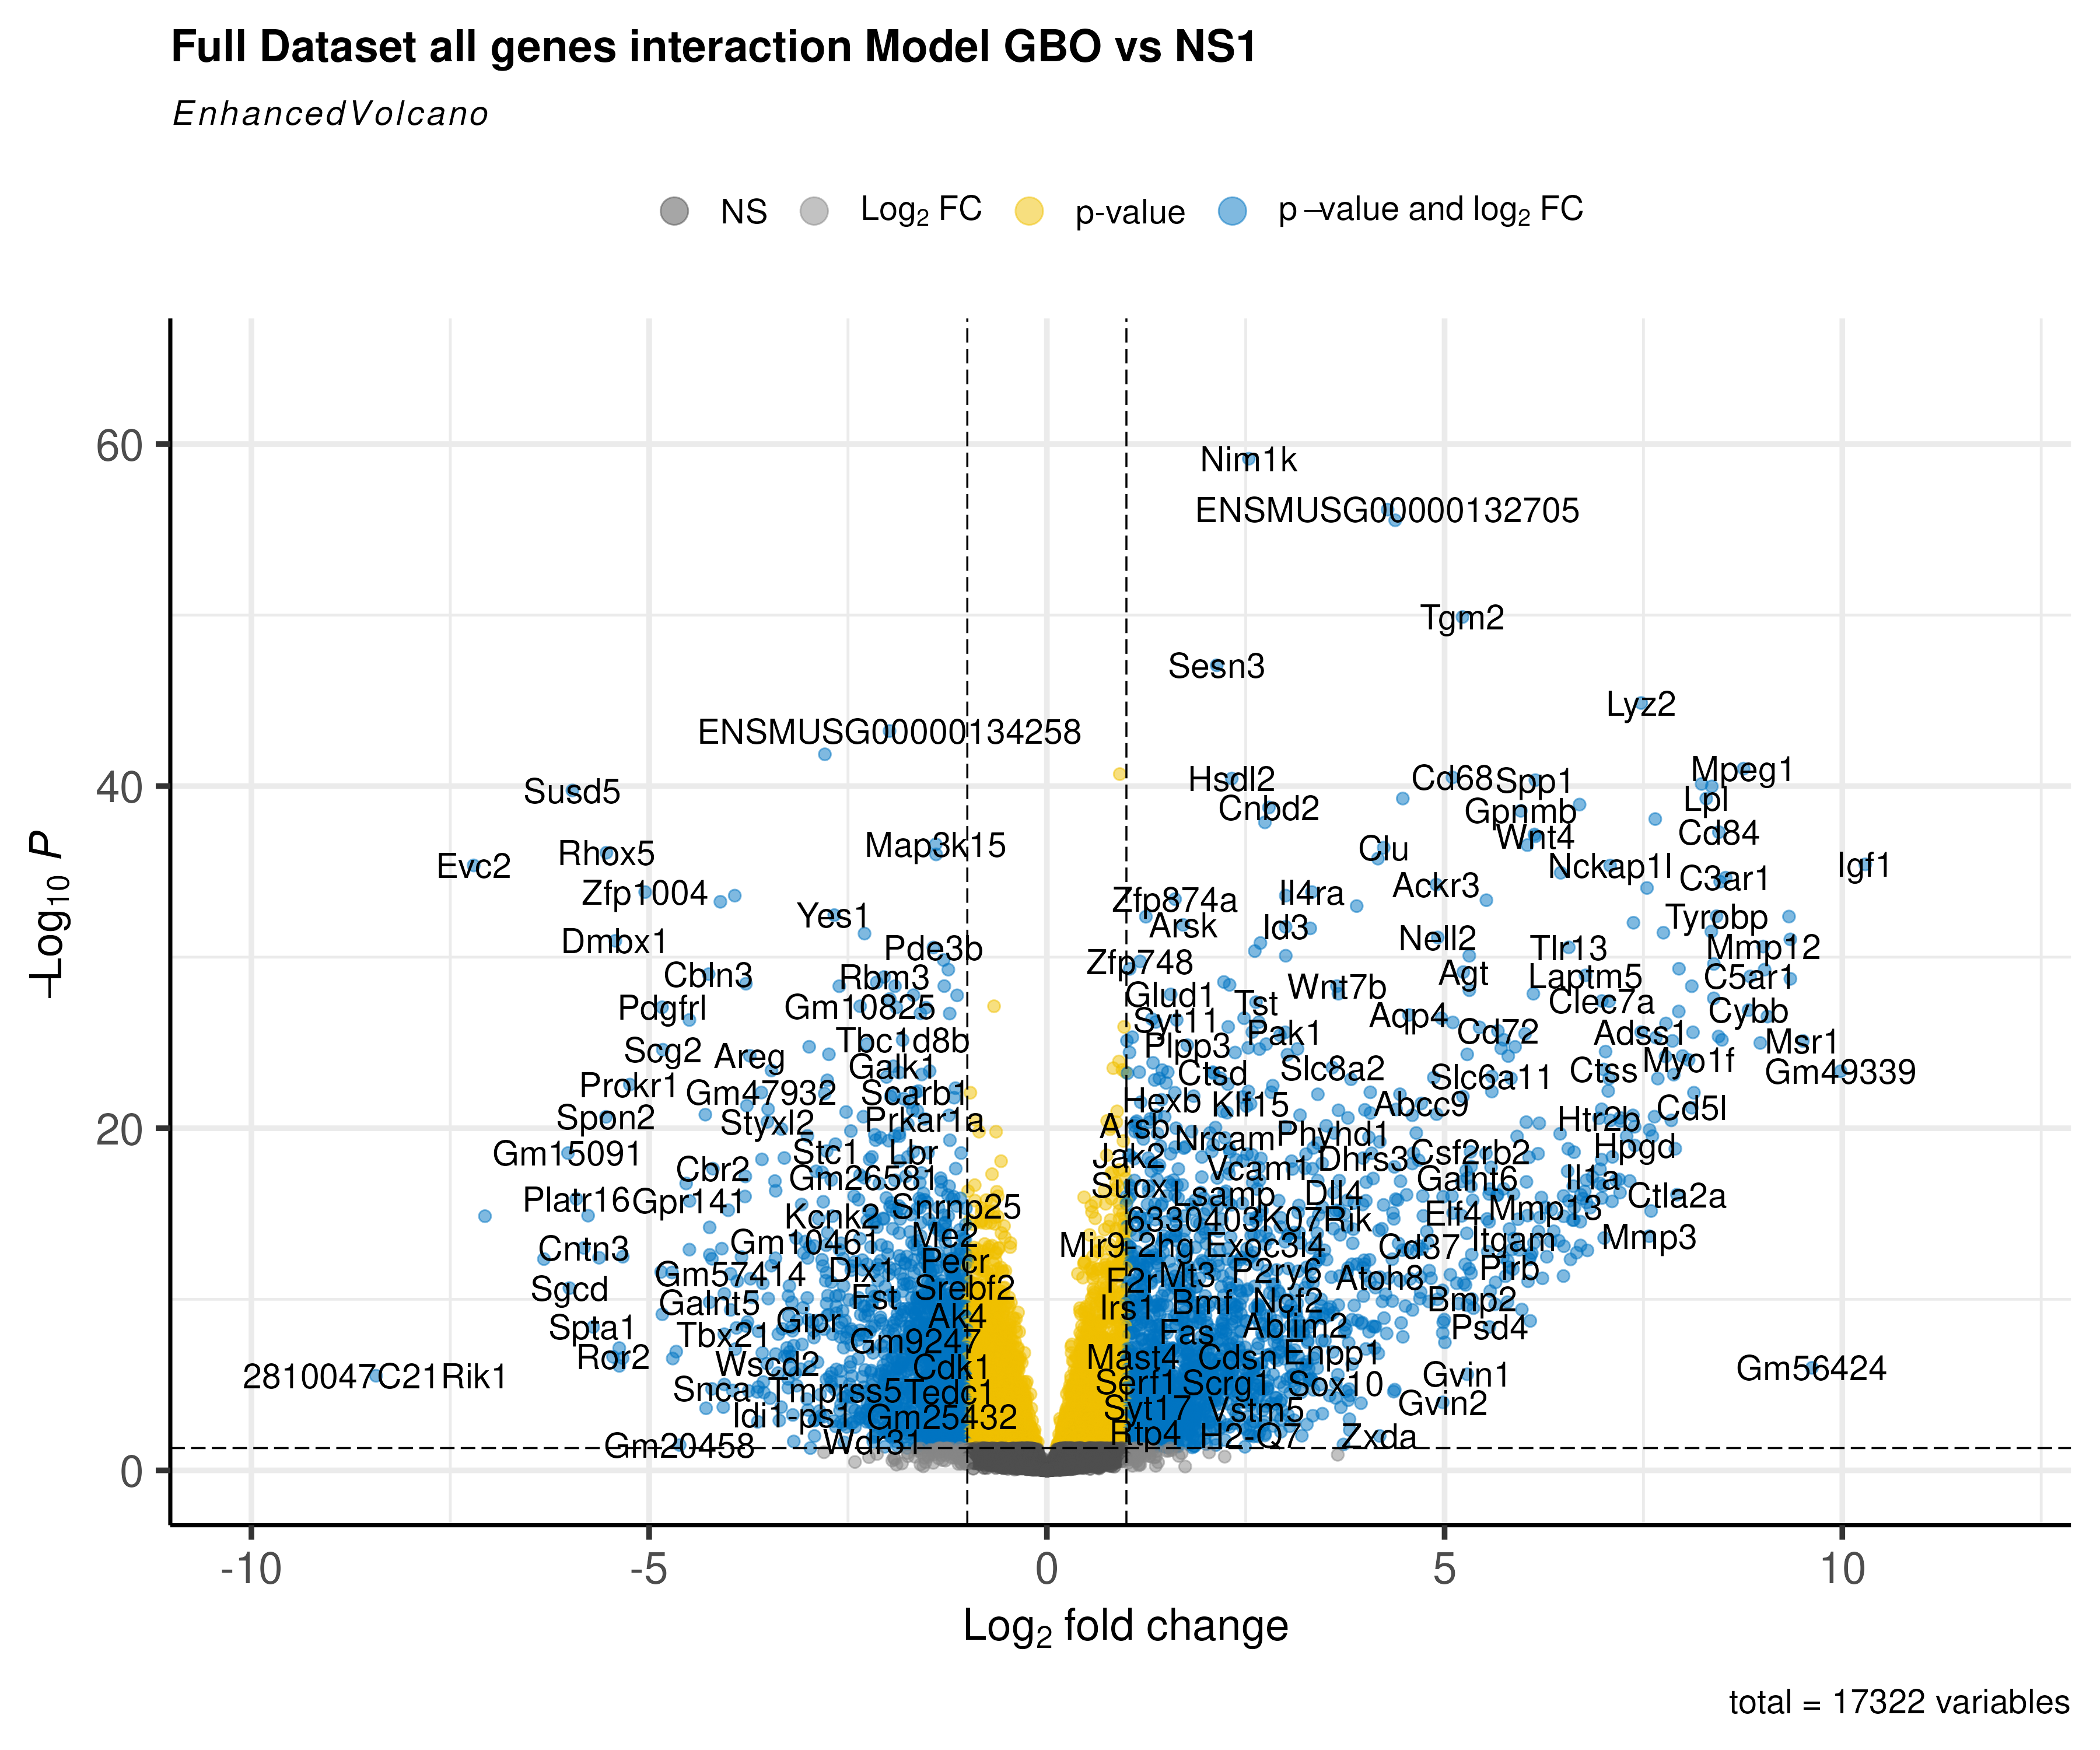 Full Dataset all genes interaction Model GBO vs NS1
EnhancedVolcano
NS Log2 FC p-value p−value and log2 FC
60
Nim1k
ENSMUSG00000132705
Tgm2
Sesn3
Lyz2
ENSMUSG00000134258
40
Susd5 Hsdl2 Cd68 Spp1 Mpeg1
Cnbd2 Gpnmb Lpl
Map3k15 Clu Wnt4 Cd84
Evc2 Rhox5 Nckap1l Igf1
Zfp1004 Zfp874a Il4ra Ackr3 C3ar1
Yes1 Arsk Id3 Tyrobp
Dmbx1 Pde3b Nell2 Tlr13 Mmp12
Cbln3 Rbm3 Zfp748 Agt Laptm5 C5ar1
Pdgfrl Gm10825 Glud1 Tst Wnt7b Clec7a
Syt11 Aqp4 Cybb
Scg2 Areg Tbc1d8b Plpp3 Pak1 Cd72 Adss1 Msr1
Prokr1 Galk1 Ctsd Slc8a2 Slc6a11 Ctss Myo1f Gm49339
Gm47932 Scarb1 Hexb Klf15 Abcc9 Cd5l
20
Spon2 Styxl2 Prkar1a Arsb Nrcam Phyhd1 Htr2b
Gm15091 Stc1 Lbr Jak2 Dhrs3 Csf2rb2 Hpgd
Cbr2 Gm26581 Suox Vcam1 Galnt6 Il1a
Platr16 Gpr141 Snrnp25 Lsamp Dll4 Mmp13 Ctla2a
Kcnk2 6330403K07Rik Elf4
Cntn3 Gm10461 Me2 Mir9-2hg Exoc3l4 Cd37 Itgam Mmp3
Sgcd Gm57414 Dlx1 Pecr F2r Mt3 P2ry6 Atoh8 Pirb
Galnt5 Fst Srebf2 Irs1 Bmf Ncf2 Bmp2
Spta1 Tbx21 Gipr Ak4 Fas Ablim2 Psd4
Ror2 Wscd2 Gm9247 Mast4 Cdsn Enpp1
2810047C21Rik1 Cdk1 Serf1 Scrg1 Sox10 Gvin1 Gm56424
Snca Tmprss5 Tedc1 Syt17 Vstm5 Gvin2
Idi1-ps1 Gm25432
Gm20458 Wdr31 Rtp4 H2-Q7 Zxda
0
-10 -5 0 5 10
−Log10 P
Log2 fold change
total = 17322 variables